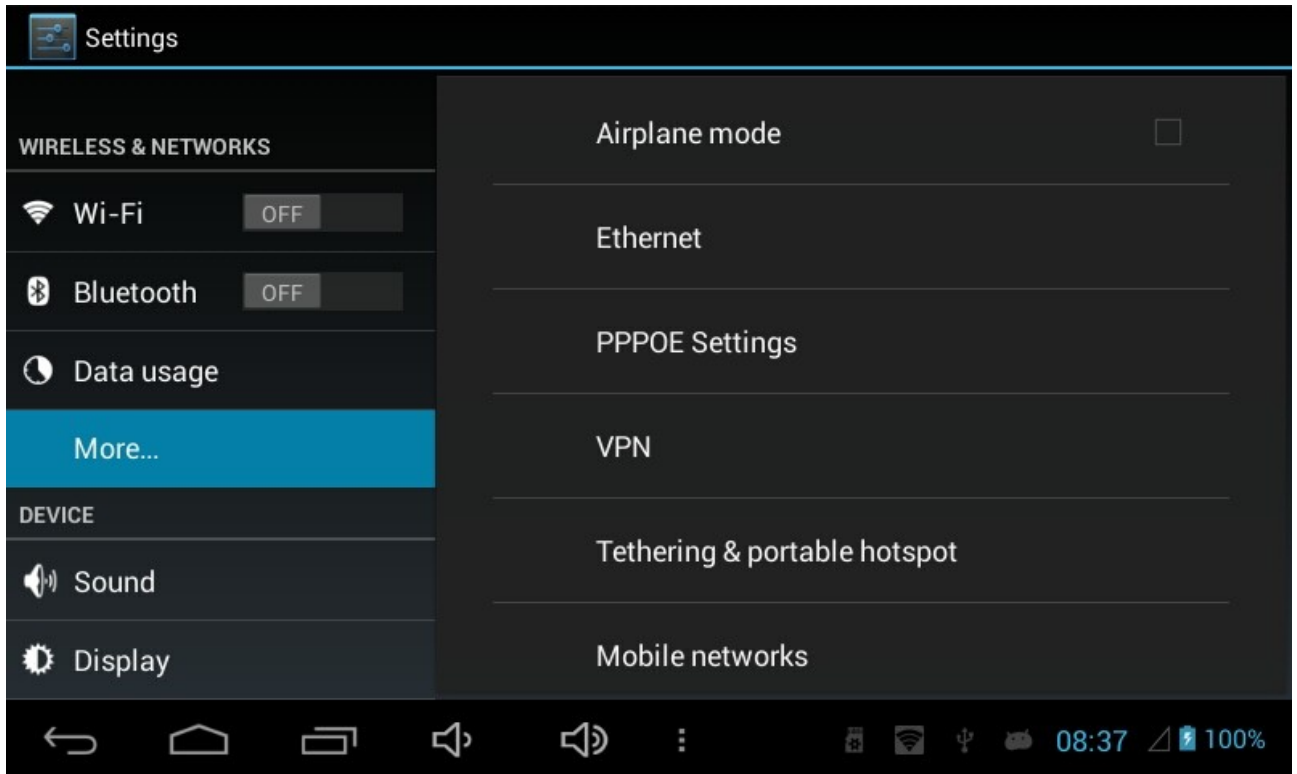 Settings
WIRELESS & NETWORKS
Wi-Fi OFF
Bluetooth OFF
Data usage
More...
DEVICE
Sound
Display
Airplane mode
Ethernet
PPPOE Settings
VPN
Tethering & portable hotspot
Mobile networks
08:37 100%